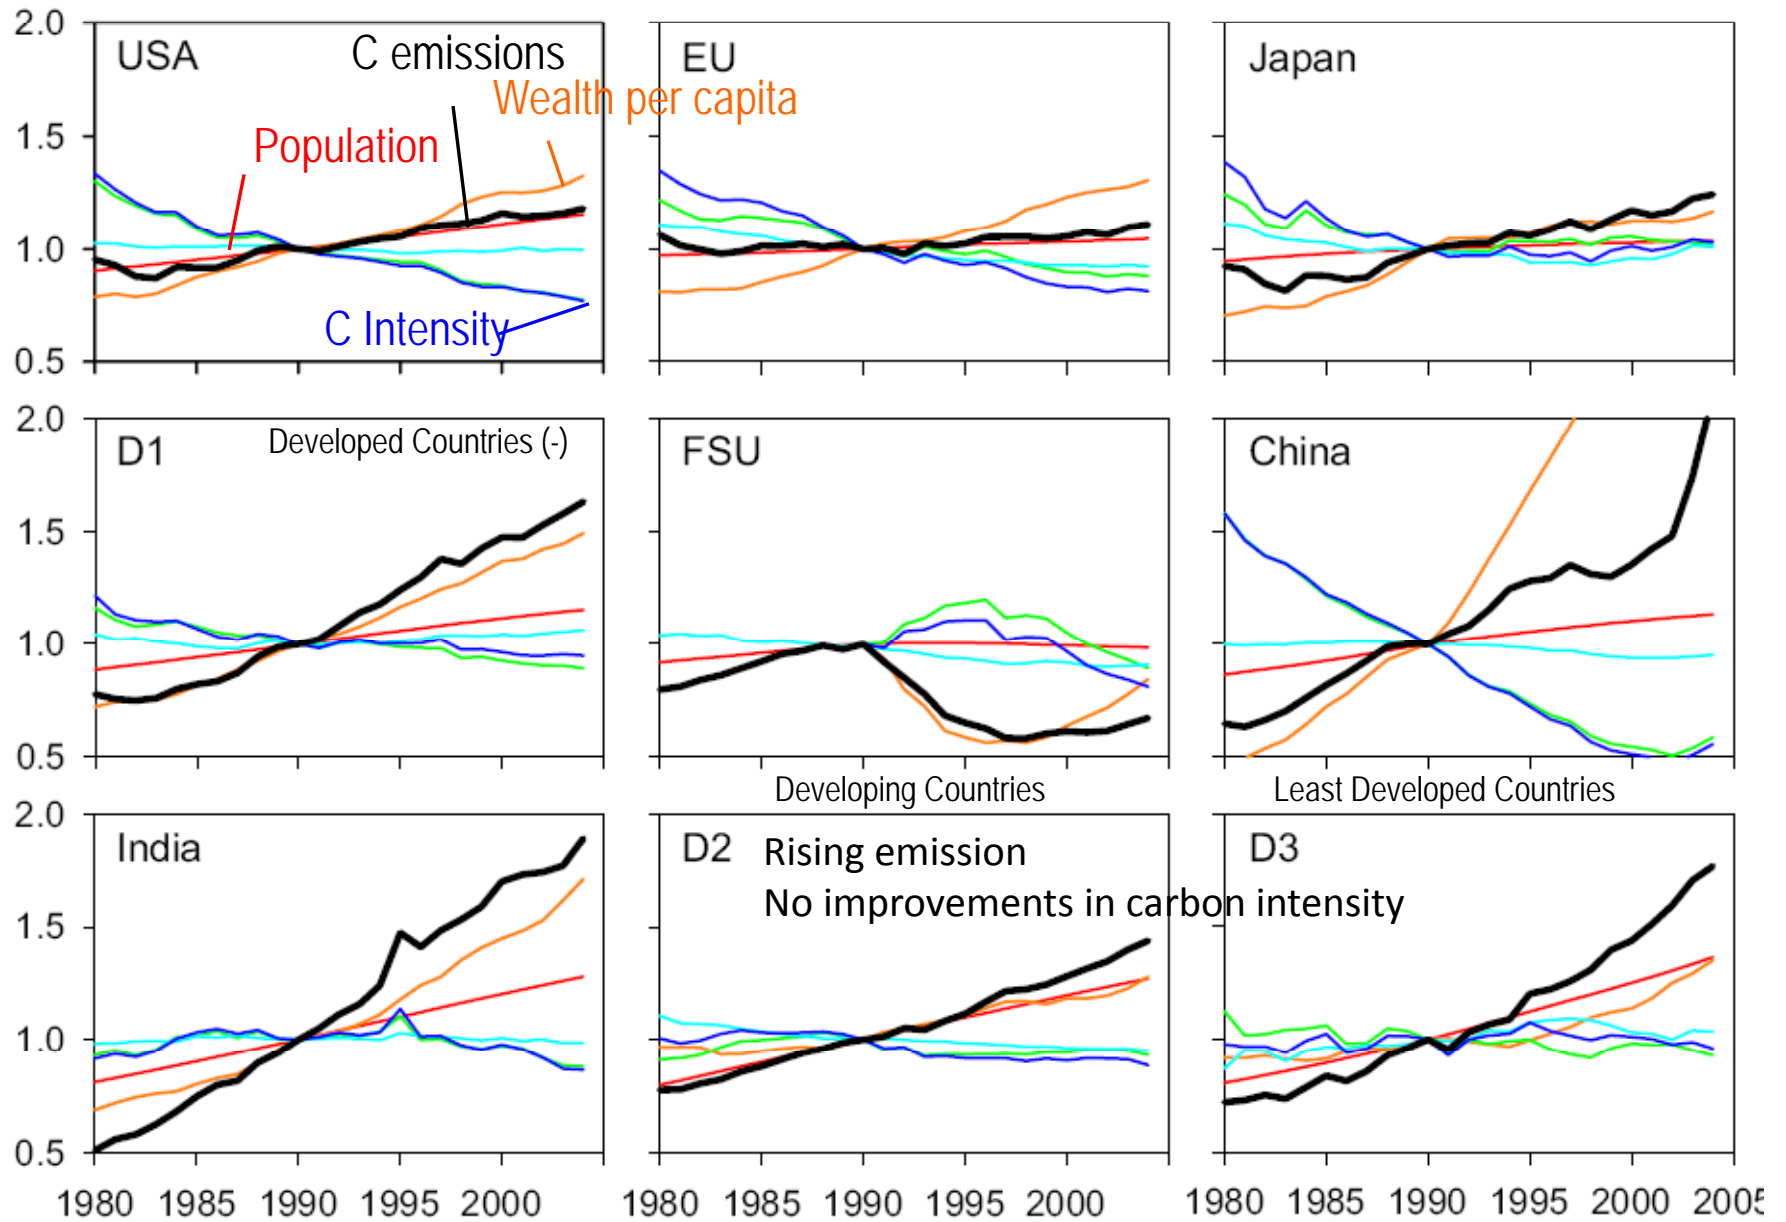 2.0
USA
C emissions
EU
Japan
Wealth per capita
1.5
Population
1.0
C Intensity
0.5
2.0
D1
Developed Countries (-)
FSU
China
1.5
1.0
0.5
Developing Countries
Least Developed Countries
2.0
India
D2
Rising emission
D3
No improvements in carbon intensity
1.5
1.0
0.5
1980 1985 1990 1995 2000
1980 1985 1990 1995 2000
1980 1985 1990 1995 2000 2005